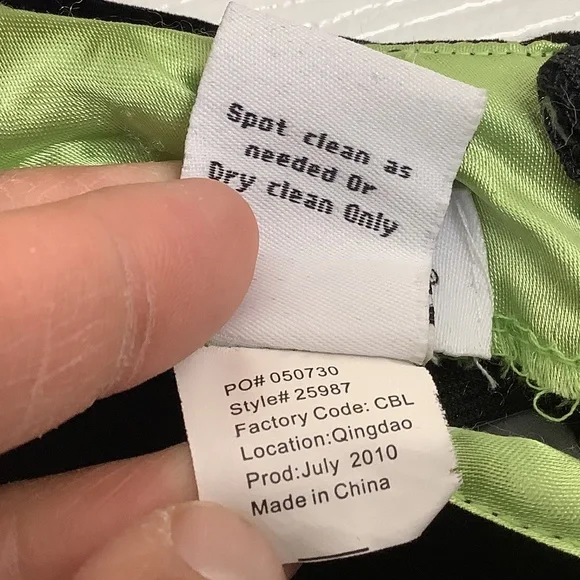 Spot clean as
needed Or
Dry clean Only
PO# 050730
Style# 25987
Factory Code: CBL
Location:Qingdao
Prod:July 2010
Made in China